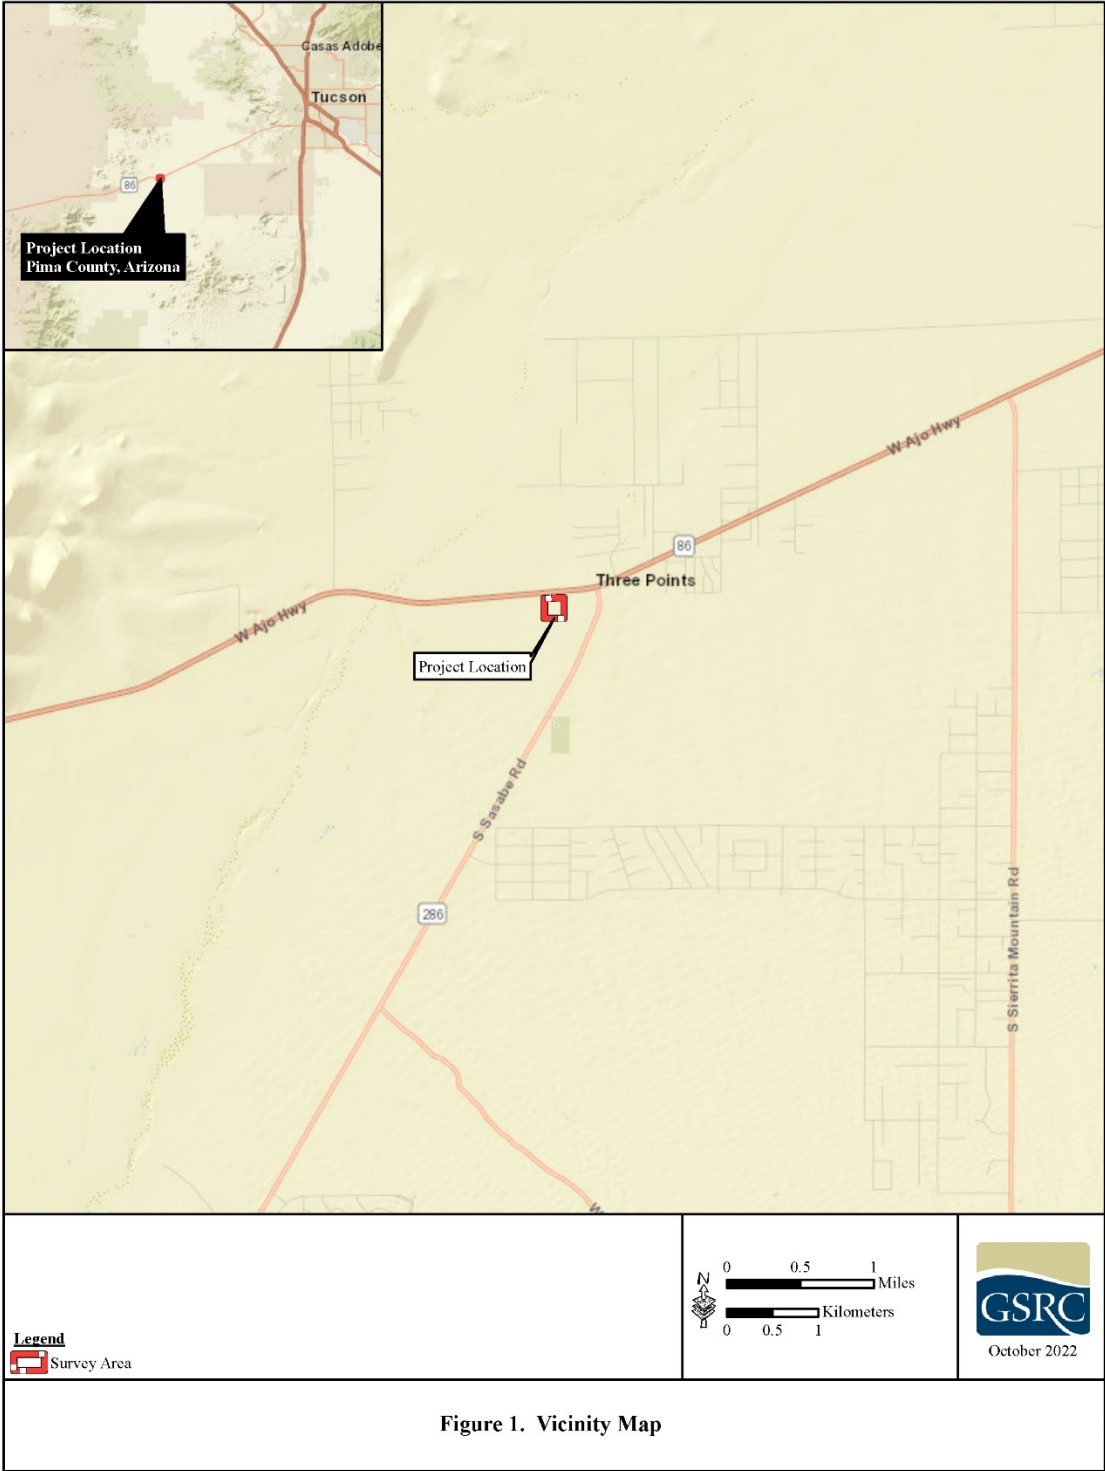 Casas Adobe
Tucson
86
Project Location
Pima County, Arizona
W Ajo Hwy
86
Three Points
W Ajo Hwy
Project Location
S Sasabe Rd
286
S Sierrita Mountain Rd
W
Legend
Survey Area
N
0 0.5 1
Miles
Kilometers
0 0.5 1
GSRC
October 2022
Figure 1. Vicinity Map